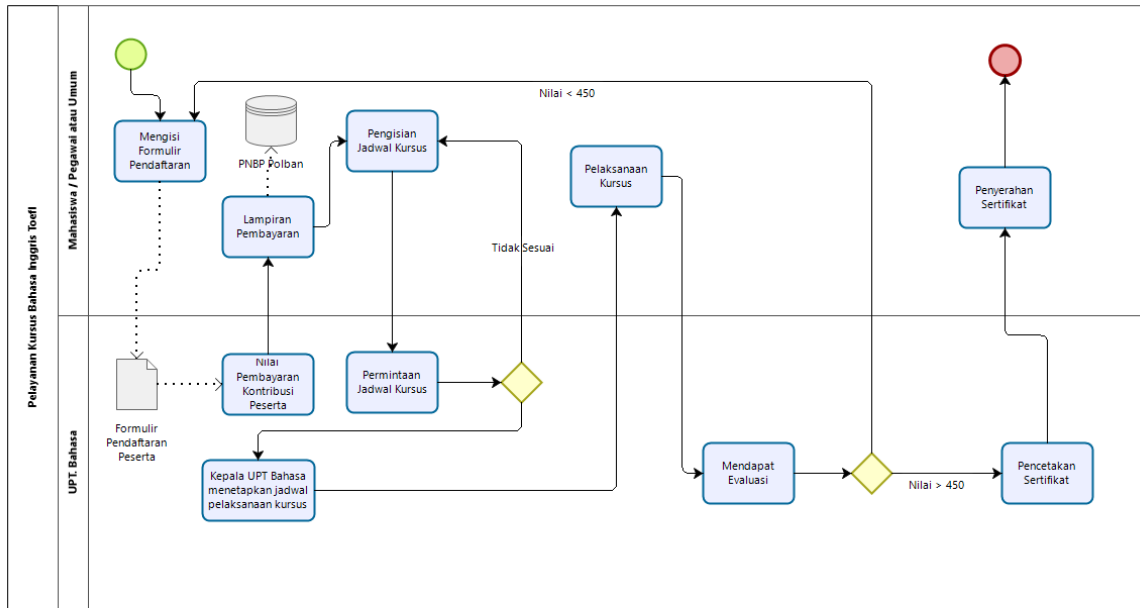 Pelayanan Kursus Bahasa Inggris Toefl
Mahasiswa / Pegawai atau Umum
Nilai < 450
Mengisi
Formulir
Pendaftaran
PNBP Polban
Pengisian
Jadwal Kursus
Pelaksanaan
Kursus
Penyerahan
Sertifikat
Lampiran
Pembayaran
Tidak Sesuai
UPT. Bahasa
Formulir
Pendaftaran
Peserta
Nilai
Pembayaran
Kontribusi
Peserta
Permintaan
Jadwal Kursus
Kepala UPT Bahasa
menetapkan jadwal
pelaksanaan kursus
Mendapat
Evaluasi
Nilai > 450
Pencetakan
Sertifikat